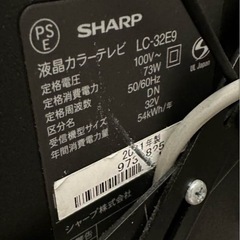 PS
E
SHARP
液晶カラーテレビ LC-32E9
定格電圧 100V~
定格消費電力 73W
定格周波数 50/60Hz
区分名 DN
受信機型サイズ 32V
年間消費電力量 54kWh/年
UL Japan
シャープ株式会社